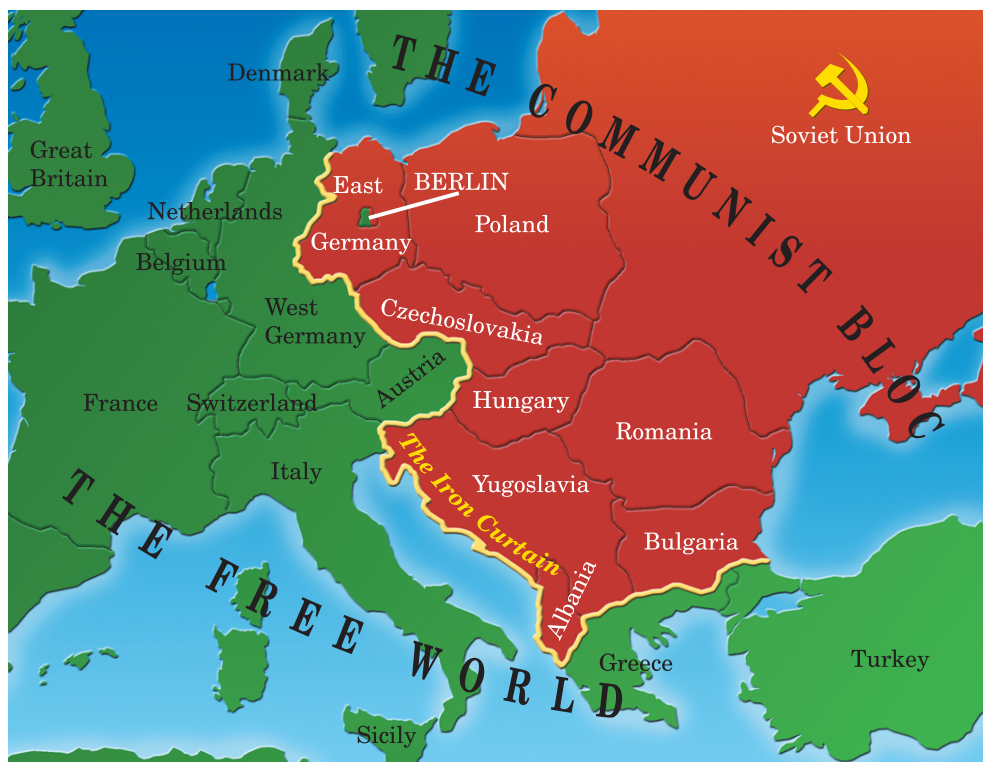 THE COMMUNIST BLOC
Denmark
Soviet Union
Great
Britain
East
Germany
BERLIN
Netherlands
Poland
Belgium
West
Germany
Czechoslovakia
Austria
France
Switzerland
Hungary
Romania
The Iron Curtain
Italy
Yugoslavia
Bulgaria
THE FREE WORLD
Albania
Greece
Turkey
Sicily